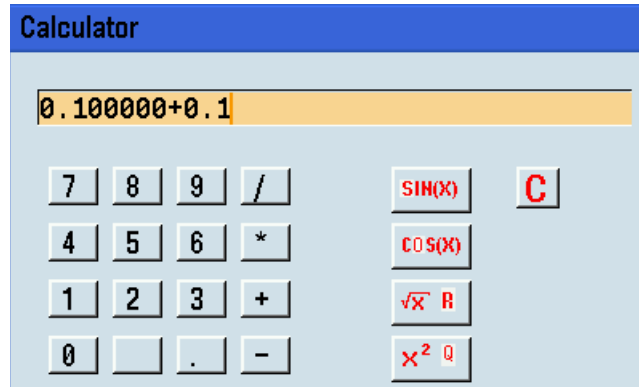 Calculator
0.100000+0.1
7 8 9 / SIN(X) C
4 5 6 * COS(X)
1 2 3 + √x R
0 . - x² Q